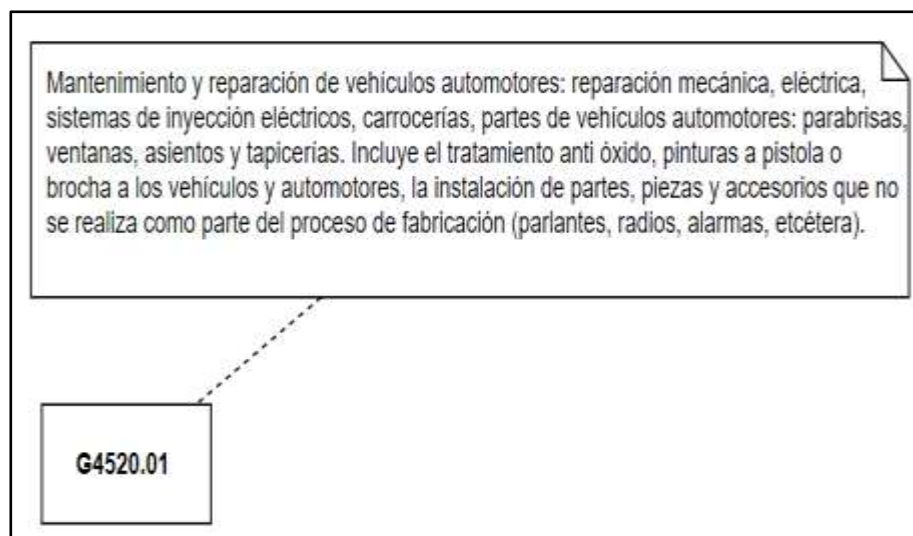 Mantenimiento y reparación de vehículos automotores: reparación mecánica, eléctrica,
sistemas de inyección eléctricos, carrocerías, partes de vehículos automotores: parabrisas,
ventanas, asientos y tapicerías. Incluye el tratamiento anti óxido, pinturas a pistola o
brocha a los vehículos y automotores, la instalación de partes, piezas y accesorios que no
se realiza como parte del proceso de fabricación (parlantes, radios, alarmas, etcétera).
G4520.01